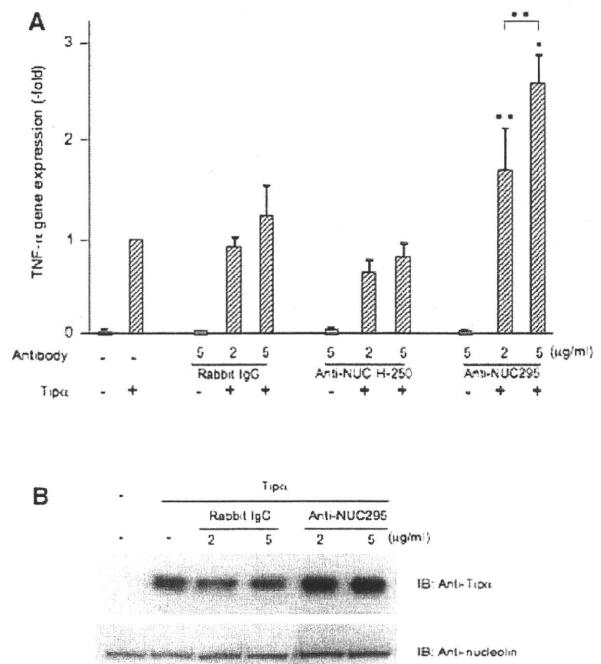 A
TNF-α gene expression (-fold)
3
2
1
0
Antibody - - 5 2 5 5 2 5 5 2 5 (μg/ml)
Rabbit IgG Anti-NUC H-250 Anti-NUC295
Tipα - + - + + - + + - + +
B
- Tipα
Rabbit IgG Anti-NUC295
- - 2 5 2 5 (μg/ml)
IB: Anti-Tipα
IB: Anti-nucleolin